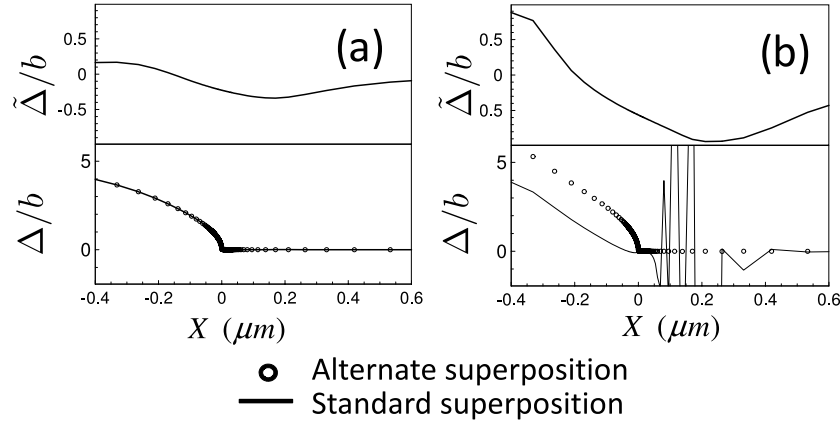 (a)
Δ̃/b
0.5
0
-0.5
Δ/b
5
0
-0.4 -0.2 0 0.2 0.4 0.6
X (μm)
(b)
Δ̃/b
0.5
0
0.5
Δ/b
5
0
-0.4 -0.2 0 0.2 0.4 0.6
X (μm)
Alternate superposition
Standard superposition